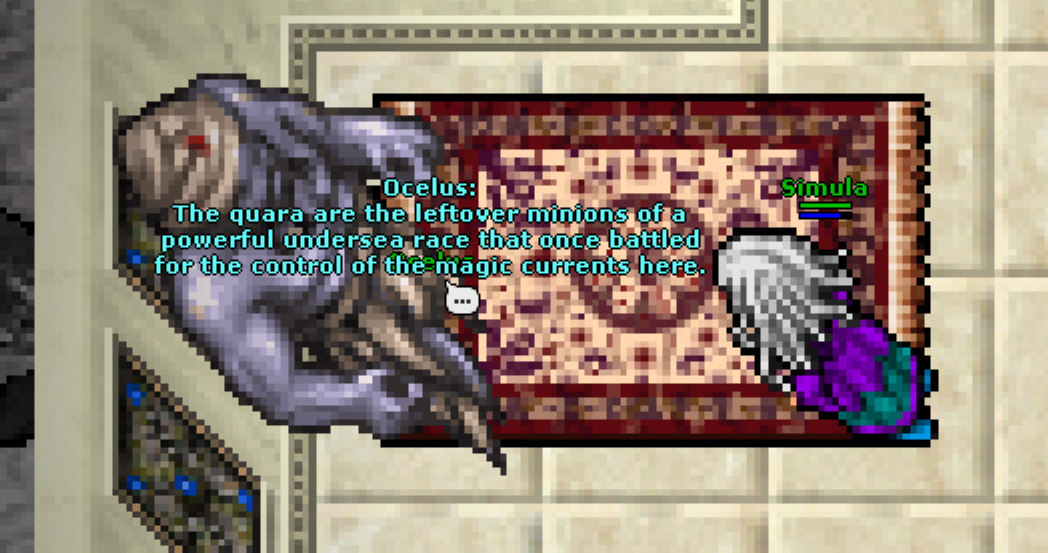 Ocelus:
Simula
The quara are the leftover minions of a
powerful undersea race that once battled
for the control of the magic currents here.
Ocelus
...